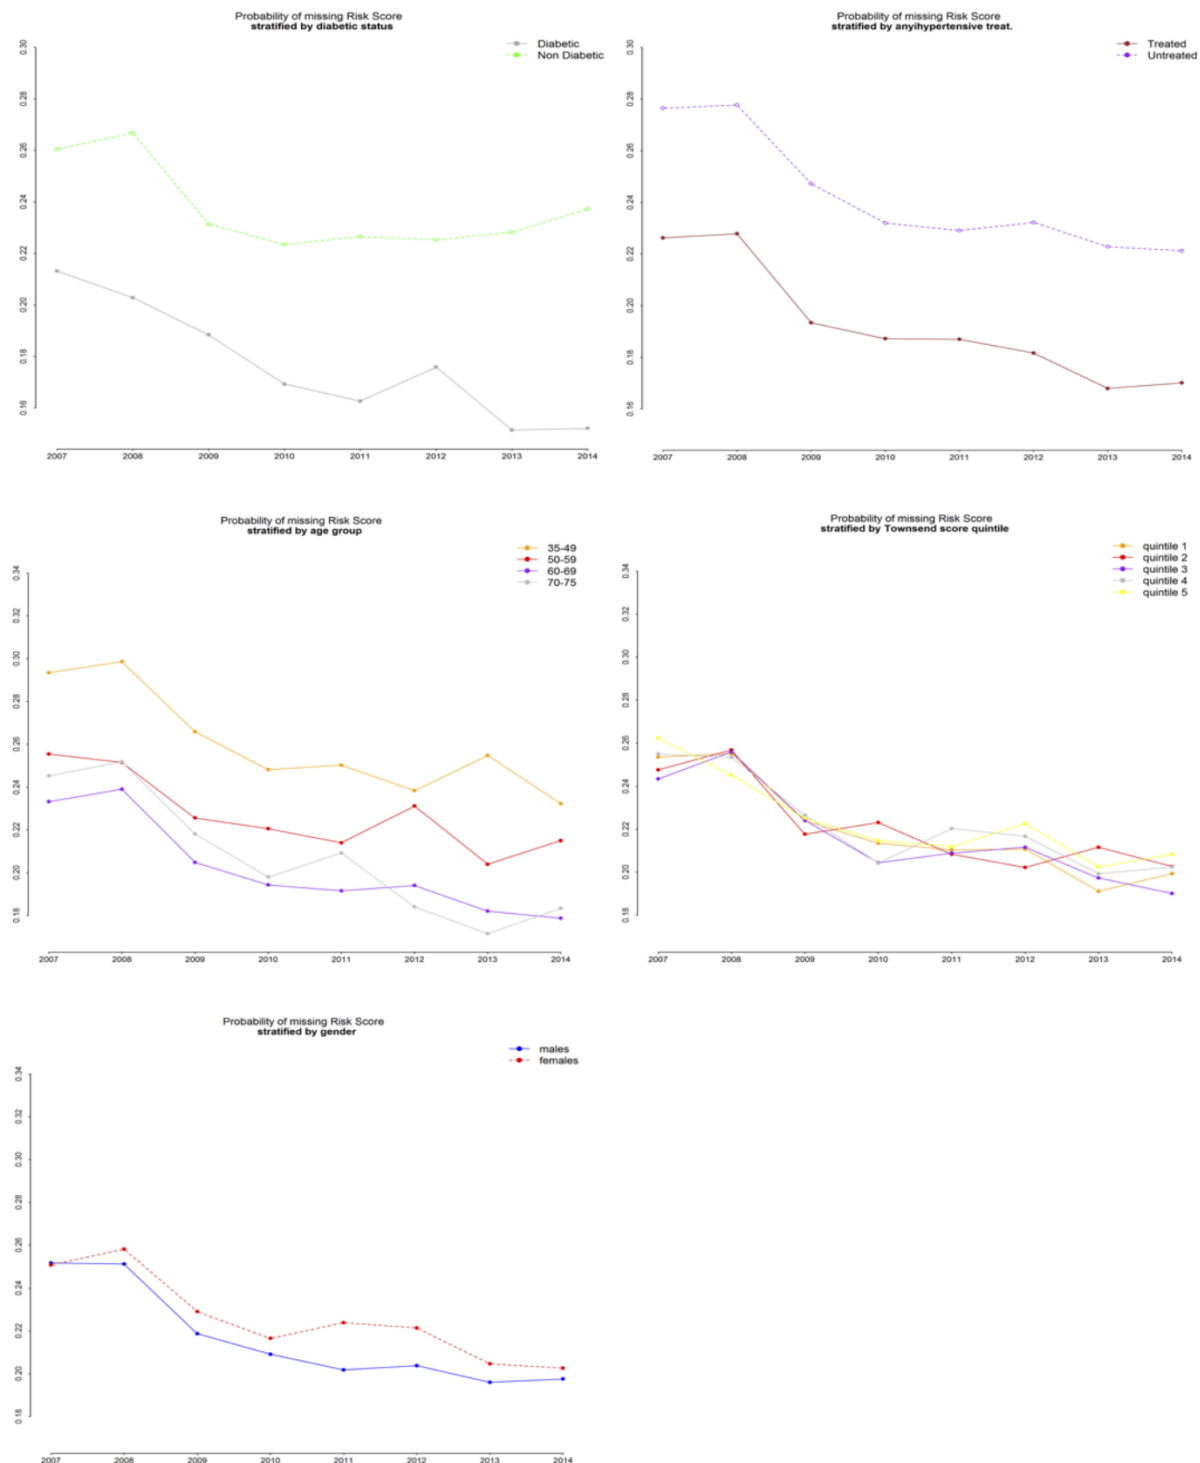 Probability of missing Risk Score
stratified by diabetic status
Diabetic
Non Diabetic
0.30
0.28
0.26
0.24
0.22
0.20
0.18
0.16
2007 2008 2009 2010 2011 2012 2013 2014
Probability of missing Risk Score
stratified by anyihypertensive treat.
Treated
Untreated
0.30
0.28
0.26
0.24
0.22
0.20
0.18
0.16
2007 2008 2009 2010 2011 2012 2013 2014
Probability of missing Risk Score
stratified by age group
35-49
50-59
60-69
70-75
0.34
0.32
0.30
0.28
0.26
0.24
0.22
0.20
0.18
2007 2008 2009 2010 2011 2012 2013 2014
Probability of missing Risk Score
stratified by Townsend score quintile
quintile 1
quintile 2
quintile 3
quintile 4
quintile 5
0.34
0.32
0.30
0.28
0.26
0.24
0.22
0.20
0.18
2007 2008 2009 2010 2011 2012 2013 2014
Probability of missing Risk Score
stratified by gender
males
females
0.34
0.32
0.30
0.28
0.26
0.24
0.22
0.20
0.18
2007 2008 2009 2010 2011 2012 2013 2014